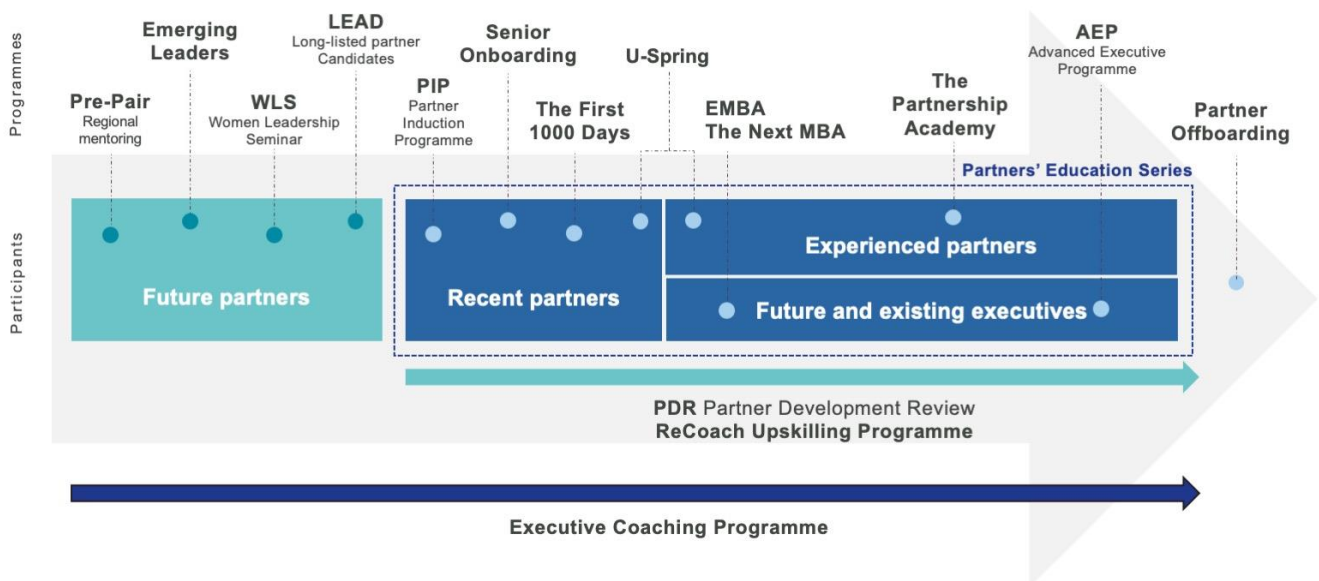 Programmes
Pre-Pair
Regional
mentoring
Emerging
Leaders
WLS
Women Leadership
Seminar
LEAD
Long-listed partner
Candidates
PIP
Partner
Induction
Programme
Senior
Onboarding
The First
1000 Days
U-Spring
EMBA
The Next MBA
The
Partnership
Academy
AEP
Advanced Executive
Programme
Partner
Offboarding
Partners' Education Series
Participants
Future partners
Recent partners
Experienced partners
Future and existing executives
PDR Partner Development Review
ReCoach Upskilling Programme
Executive Coaching Programme